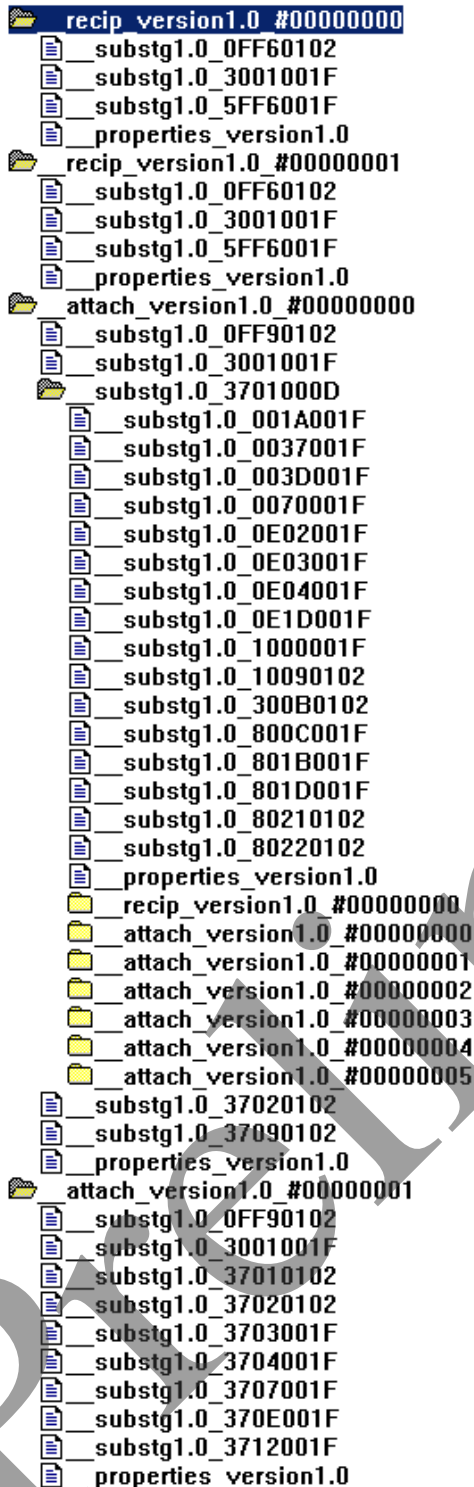 __recip_version1.0_#00000000
__substg1.0_0FF60102
__substg1.0_3001001F
__substg1.0_5FF6001F
__properties_version1.0
__recip_version1.0_#00000001
__substg1.0_0FF60102
__substg1.0_3001001F
__substg1.0_5FF6001F
__properties_version1.0
__attach_version1.0_#00000000
__substg1.0_0FF90102
__substg1.0_3001001F
__substg1.0_3701000D
__substg1.0_001A001F
__substg1.0_0037001F
__substg1.0_003D001F
__substg1.0_0070001F
__substg1.0_0E02001F
__substg1.0_0E03001F
__substg1.0_0E04001F
__substg1.0_0E1D001F
__substg1.0_1000001F
__substg1.0_10090102
__substg1.0_300B0102
__substg1.0_800C001F
__substg1.0_801B001F
__substg1.0_801D001F
__substg1.0_80210102
__substg1.0_80220102
__properties_version1.0
__recip_version1.0_#00000000
__attach_version1.0_#00000000
__attach_version1.0_#00000001
__attach_version1.0_#00000002
__attach_version1.0_#00000003
__attach_version1.0_#00000004
__attach_version1.0_#00000005
__substg1.0_37020102
__substg1.0_37090102
__properties_version1.0
__attach_version1.0_#00000001
__substg1.0_0FF90102
__substg1.0_3001001F
__substg1.0_37010102
__substg1.0_37020102
__substg1.0_3703001F
__substg1.0_3704001F
__substg1.0_3707001F
__substg1.0_370E001F
__substg1.0_3712001F
__properties_version1.0